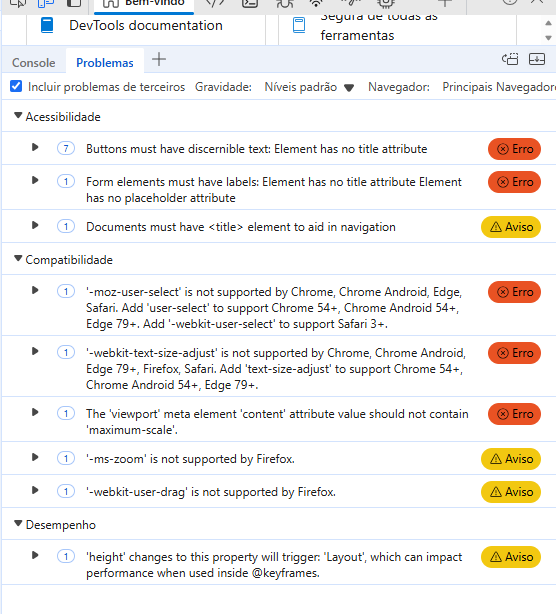 Bem-vindo
DevTools documentation
Segura de todas as
ferramentas
Console
Problemas
Incluir problemas de terceiros
Gravidade:
Níveis padrão
Navegador:
Principais Navegador
Acessibilidade
7
Buttons must have discernible text: Element has no title attribute
Erro
1
Form elements must have labels: Element has no title attribute Element
has no placeholder attribute
Erro
1
Documents must have <title> element to aid in navigation
Aviso
Compatibilidade
1
'-moz-user-select' is not supported by Chrome, Chrome Android, Edge,
Safari. Add 'user-select' to support Chrome 54+, Chrome Android 54+,
Edge 79+. Add '-webkit-user-select' to support Safari 3+.
Erro
1
'-webkit-text-size-adjust' is not supported by Chrome, Chrome Android,
Edge 79+, Firefox, Safari. Add 'text-size-adjust' to support Chrome 54+,
Chrome Android 54+, Edge 79+.
Erro
1
The 'viewport' meta element 'content' attribute value should not contain
'maximum-scale'.
Erro
1
'-ms-zoom' is not supported by Firefox.
Aviso
1
'-webkit-user-drag' is not supported by Firefox.
Aviso
Desempenho
1
'height' changes to this property will trigger: 'Layout', which can impact
performance when used inside @keyframes.
Aviso